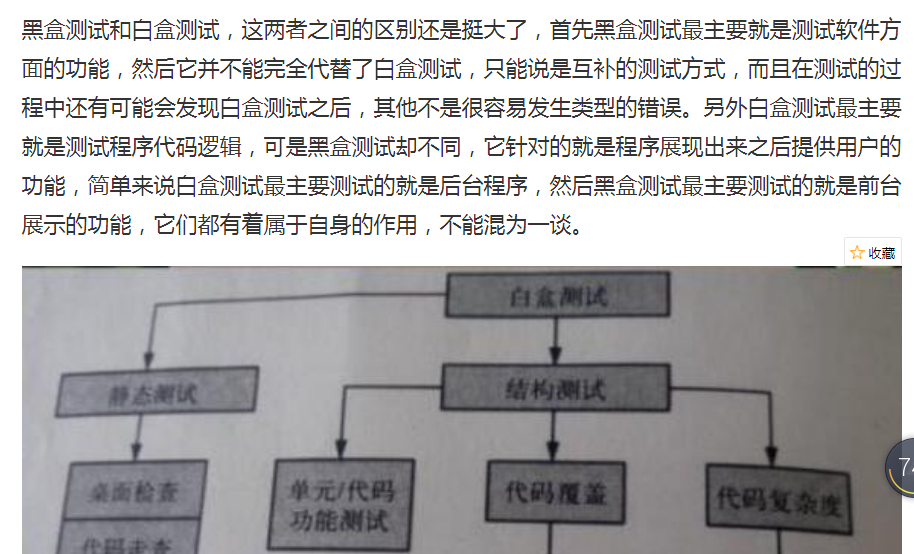 黑盒测试和白盒测试，这两者之间的区别还是挺大了，首先黑盒测试最主要就是测试软件方
面的功能，然后它并不能完全代替了白盒测试，只能说是互补的测试方式，而且在测试的过
程中还有可能会发现白盒测试之后，其他不是很容易发生类型的错误。另外白盒测试最主要
就是测试程序代码逻辑，可是黑盒测试却不同，它针对的就是程序展现出来之后提供用户的
功能，简单来说白盒测试最主要测试的就是后台程序，然后黑盒测试最主要测试的就是前台
展示的功能，它们都有着属于自身的作用，不能混为一谈。
收藏
白盒测试
静态测试
结构测试
桌面检查
单元/代码
功能测试
代码覆盖
代码复杂度
代码走查